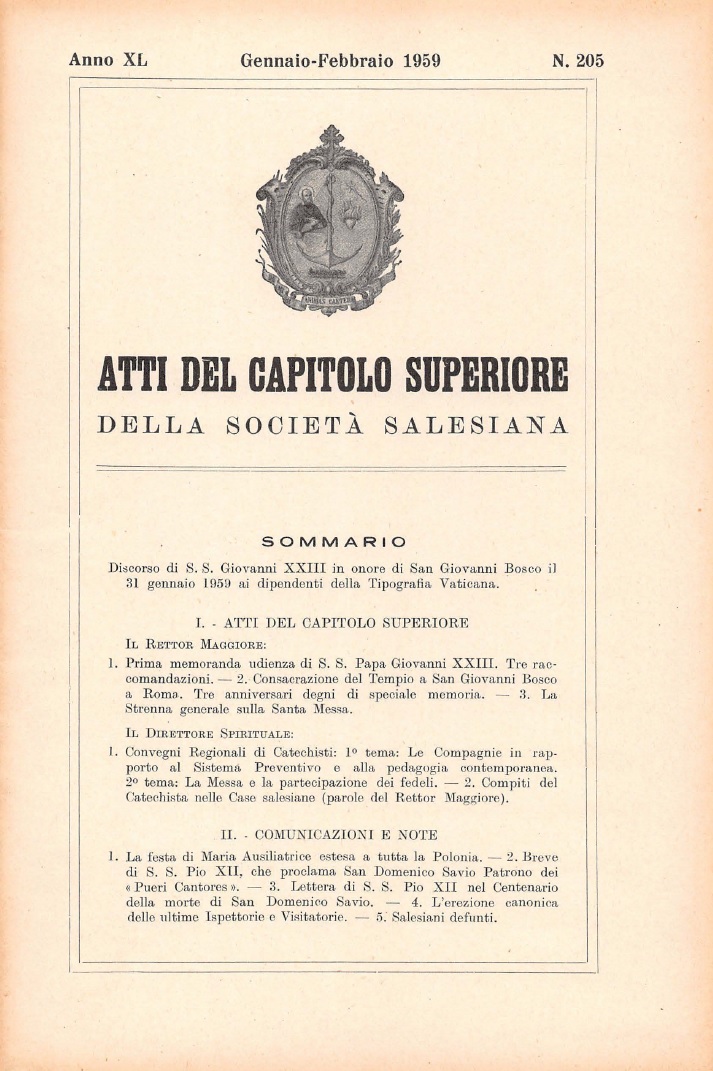 Anno XL Gennaio-Febbraio 1959 N. 205
ATTI DEL CAPITOLO SUPERIORE
DELLA SOCIETÀ SALESIANA
SOMMARIO
Discorso di S. S. Giovanni XXIII in onore di San Giovanni Bosco il
31 gennaio 1959 ai dipendenti della Tipografia Vaticana.
I. - ATTI DEL CAPITOLO SUPERIORE
IL RETTOR MAGGIORE:
1. Prima memoranda udienza di S. S. Papa Giovanni XXIII. Tre rac-
comandazioni. — 2. Consacrazione del Tempio a San Giovanni Bosco
a Roma. Tre anniversari degni di speciale memoria. — 3. La
Strenna generale sulla Santa Messa.
IL DIRETTORE SPIRITUALE:
1. Convegni Regionali di Catechisti: 1º tema: Le Compagnie in rap-
porto al Sistema Preventivo e alla pedagogia contemporanea.
2º tema: La Messa e la partecipazione dei fedeli. — 2. Compiti del
Catechista nelle Case salesiane (parole del Rettor Maggiore).
II. - COMUNICAZIONI E NOTE
1. La festa di Maria Ausiliatrice estesa a tutta la Polonia. — 2. Breve
di S. S. Pio XII, che proclama San Domenico Savio Patrono dei
« Pueri Cantores ». — 3. Lettera di S. S. Pio XII nel Centenario
della morte di San Domenico Savio. — 4. L'erezione canonica
delle ultime Ispettorie e Visitatorie. — 5. Salesiani defunti.